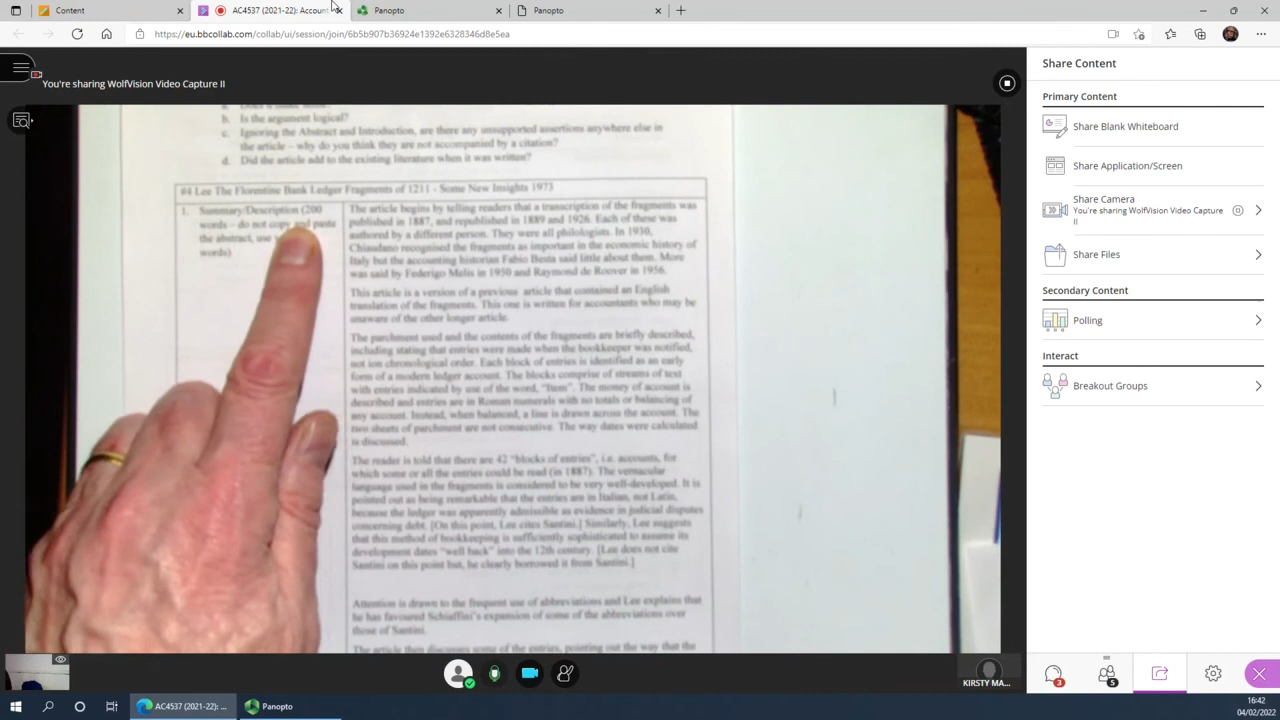 Content
AC4537 (2021-22): Account
Panopto
Panopto
https://eu.bbcollab.com/collab/ui/session/join/6b5b907b36924e1392e6328346d8e5ea
You're sharing WolfVision Video Capture II
b. Is the argument logical?
c. Ignoring the Abstract and Introduction, are there any unsupported assertions anywhere else in
the article – why do you think they are not accompanied by a citation?
d. Did the article add to the existing literature when it was written?
#4 Lee The Florentine Bank Ledger Fragments of 1211 - Some New Insights 1973
1. Summary/Description (200
words – do not copy and paste
the abstract, use
words)
The article begins by telling readers that a transcription of the fragments was
published in 1887, and republished in 1889 and 1926. Each of these was
authored by a different person. They were all philologists. In 1930,
Chiaudano recognised the fragments as important in the economic history of
Italy but the accounting historian Fabio Besta said little about them. More
was said by Federigo Melis in 1950 and Raymond de Roover in 1956.
This article is a version of a previous article that contained an English
translation of the fragments. This one is written for accountants who may be
unaware of the other longer article.
The parchment used and the contents of the fragments are briefly described,
including stating that entries were made when the bookkeeper was notified,
not ion chronological order. Each block of entries is identified as an early
form of a modern ledger account. The blocks comprise of streams of text
with entries indicated by use of the word, "Item". The money of account is
described and entries are in Roman numerals with no totals or balancing of
any account. Instead, when balanced, a line is drawn across the account. The
two sheets of parchment are not consecutive. The way dates were calculated
is discussed.
The reader is told that there are 42 "blocks of entries", i.e. accounts, for
which some or all the entries could be read (in 1887). The vernacular
language used in the fragments is considered to be very well-developed. It is
pointed out as being remarkable that the entries are in Italian, not Latin,
because the ledger was apparently admissible as evidence in judicial disputes
concerning debt. [On this point, Lee cites Santini.] Similarly, Lee suggests
that this method of bookkeeping is sufficiently sophisticated to assume its
development dates "well back" into the 12th century. [Lee does not cite
Santini on this point but, he clearly borrowed it from Santini.]
Attention is drawn to the frequent use of abbreviations and Lee explains that
he has favoured Schiaffini's expansion of some of the abbreviations over
those of Santini.
The article then discusses some of the entries, pointing out the way that the
Share Content
Primary Content
Share Blank Whiteboard
Share Application/Screen
Share Camera
You're sharing WolfVision Video Capture
II
Share Files
Secondary Content
Polling
Interact
Breakout Groups
KIRSTY MA...
3
5
AC4537 (2021-22): ...
Panopto
16:42
04/02/2022